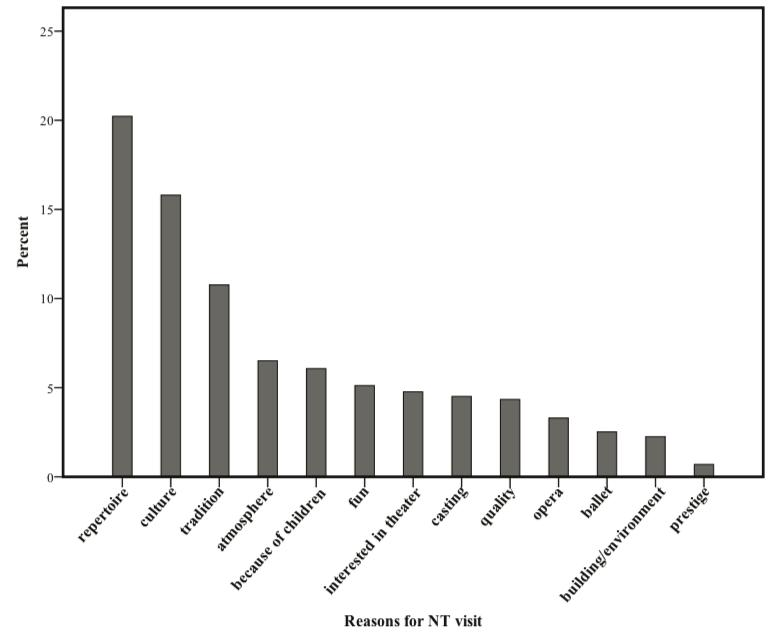 25
20
15
10
5
0
Percent
repertoire
culture
tradition
atmosphere
because of children
fun
interested in theater
casting
quality
opera
ballet
building/environment
prestige
Reasons for NT visit